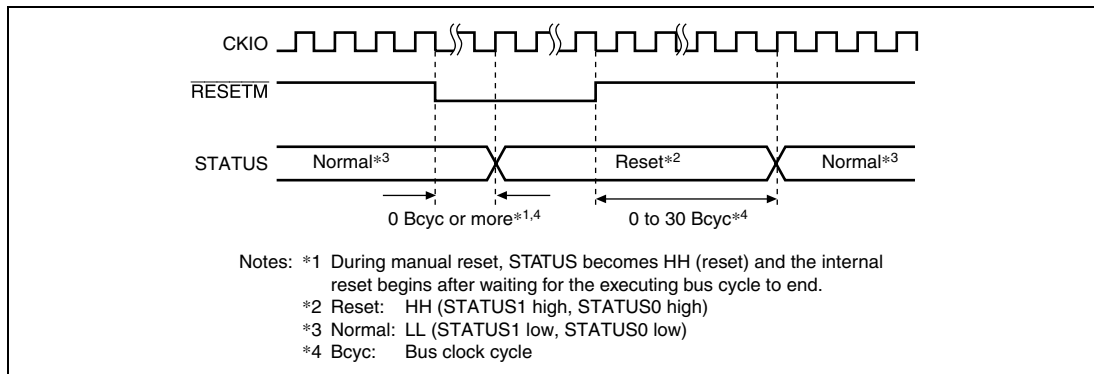 CKIO
RESETM
STATUS Normal*3 Reset*2 Normal*3
0 Bcyc or more*1,4 0 to 30 Bcyc*4
Notes: *1 During manual reset, STATUS becomes HH (reset) and the internal
reset begins after waiting for the executing bus cycle to end.
*2 Reset: HH (STATUS1 high, STATUS0 high)
*3 Normal: LL (STATUS1 low, STATUS0 low)
*4 Bcyc: Bus clock cycle